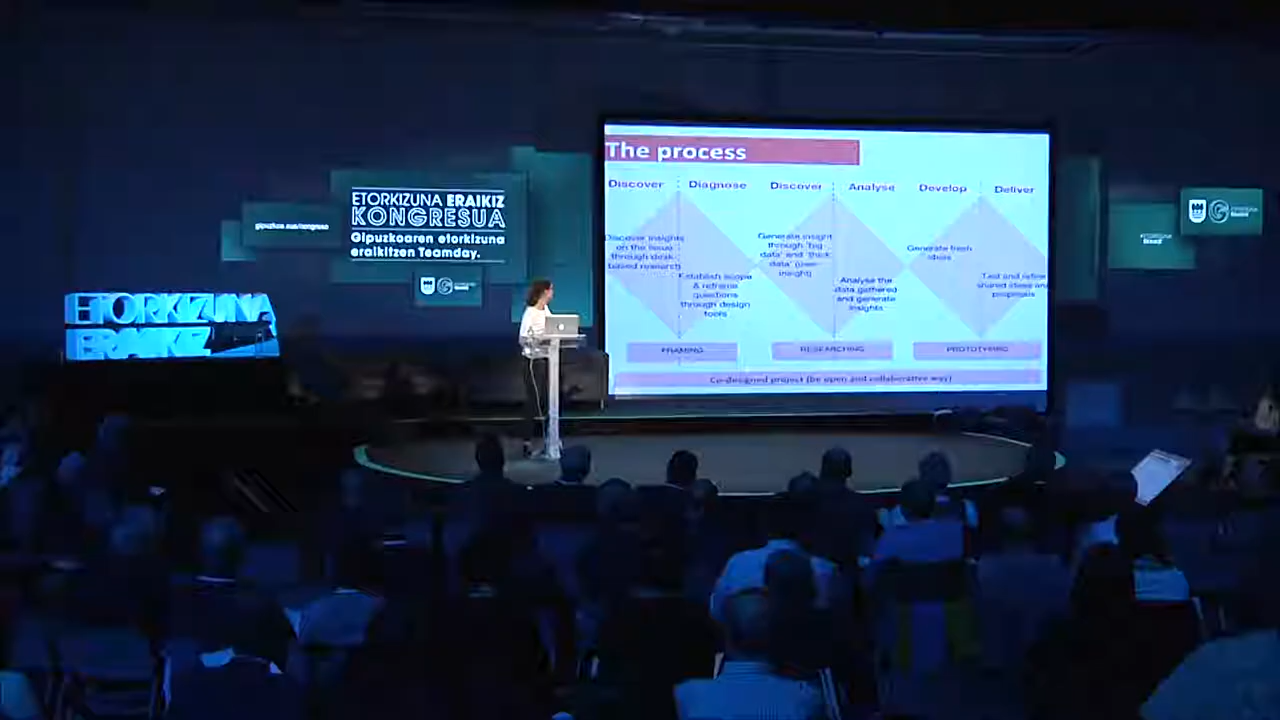 The process
Discover
Diagnose
Discover
Analyse
Develop
Deliver
Discover insights
on the issue
through desk-
based research
Establish scope
& reframe
questions
through design
tools
Generate insight
through 'big
data' and 'thick
data' (user
insight)
Analyse the
data gathered
and generate
insights
Generate fresh
ideas
Test and refine
shared ideas and
proposals
FRAMING
RESEARCHING
PROTOTYPING
Co-designed project (be open and collaborative way)
ETORKIZUNA ERAIKIZ
KONGRESUA
Gipuzkoaren etorkizuna
eraikitzen Teamday.
gipuzkoa.eus/kongresua
ETORKIZUNA
ERAIKIZ